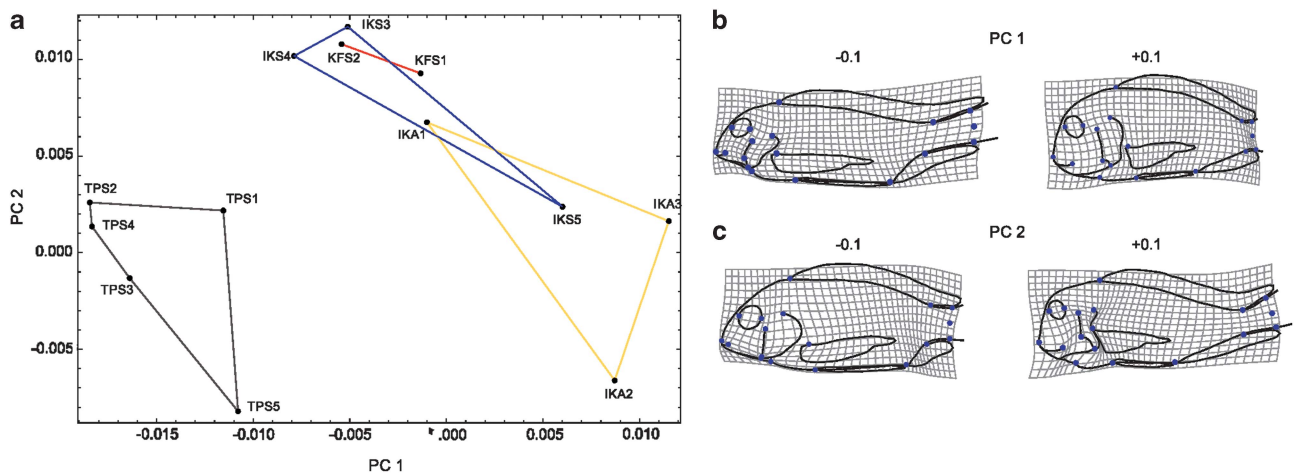 a
IKS3
IKS4
KFS2
KFS1
IKA1
IKS5
IKA3
IKA2
TPS2
TPS1
TPS4
TPS3
TPS5
0.010
0.005
0.000
-0.005
PC 2
-0.015
-0.010
-0.005
.000
0.005
0.010
PC 1
b
PC 1
-0.1
+0.1
c
PC 2
-0.1
+0.1